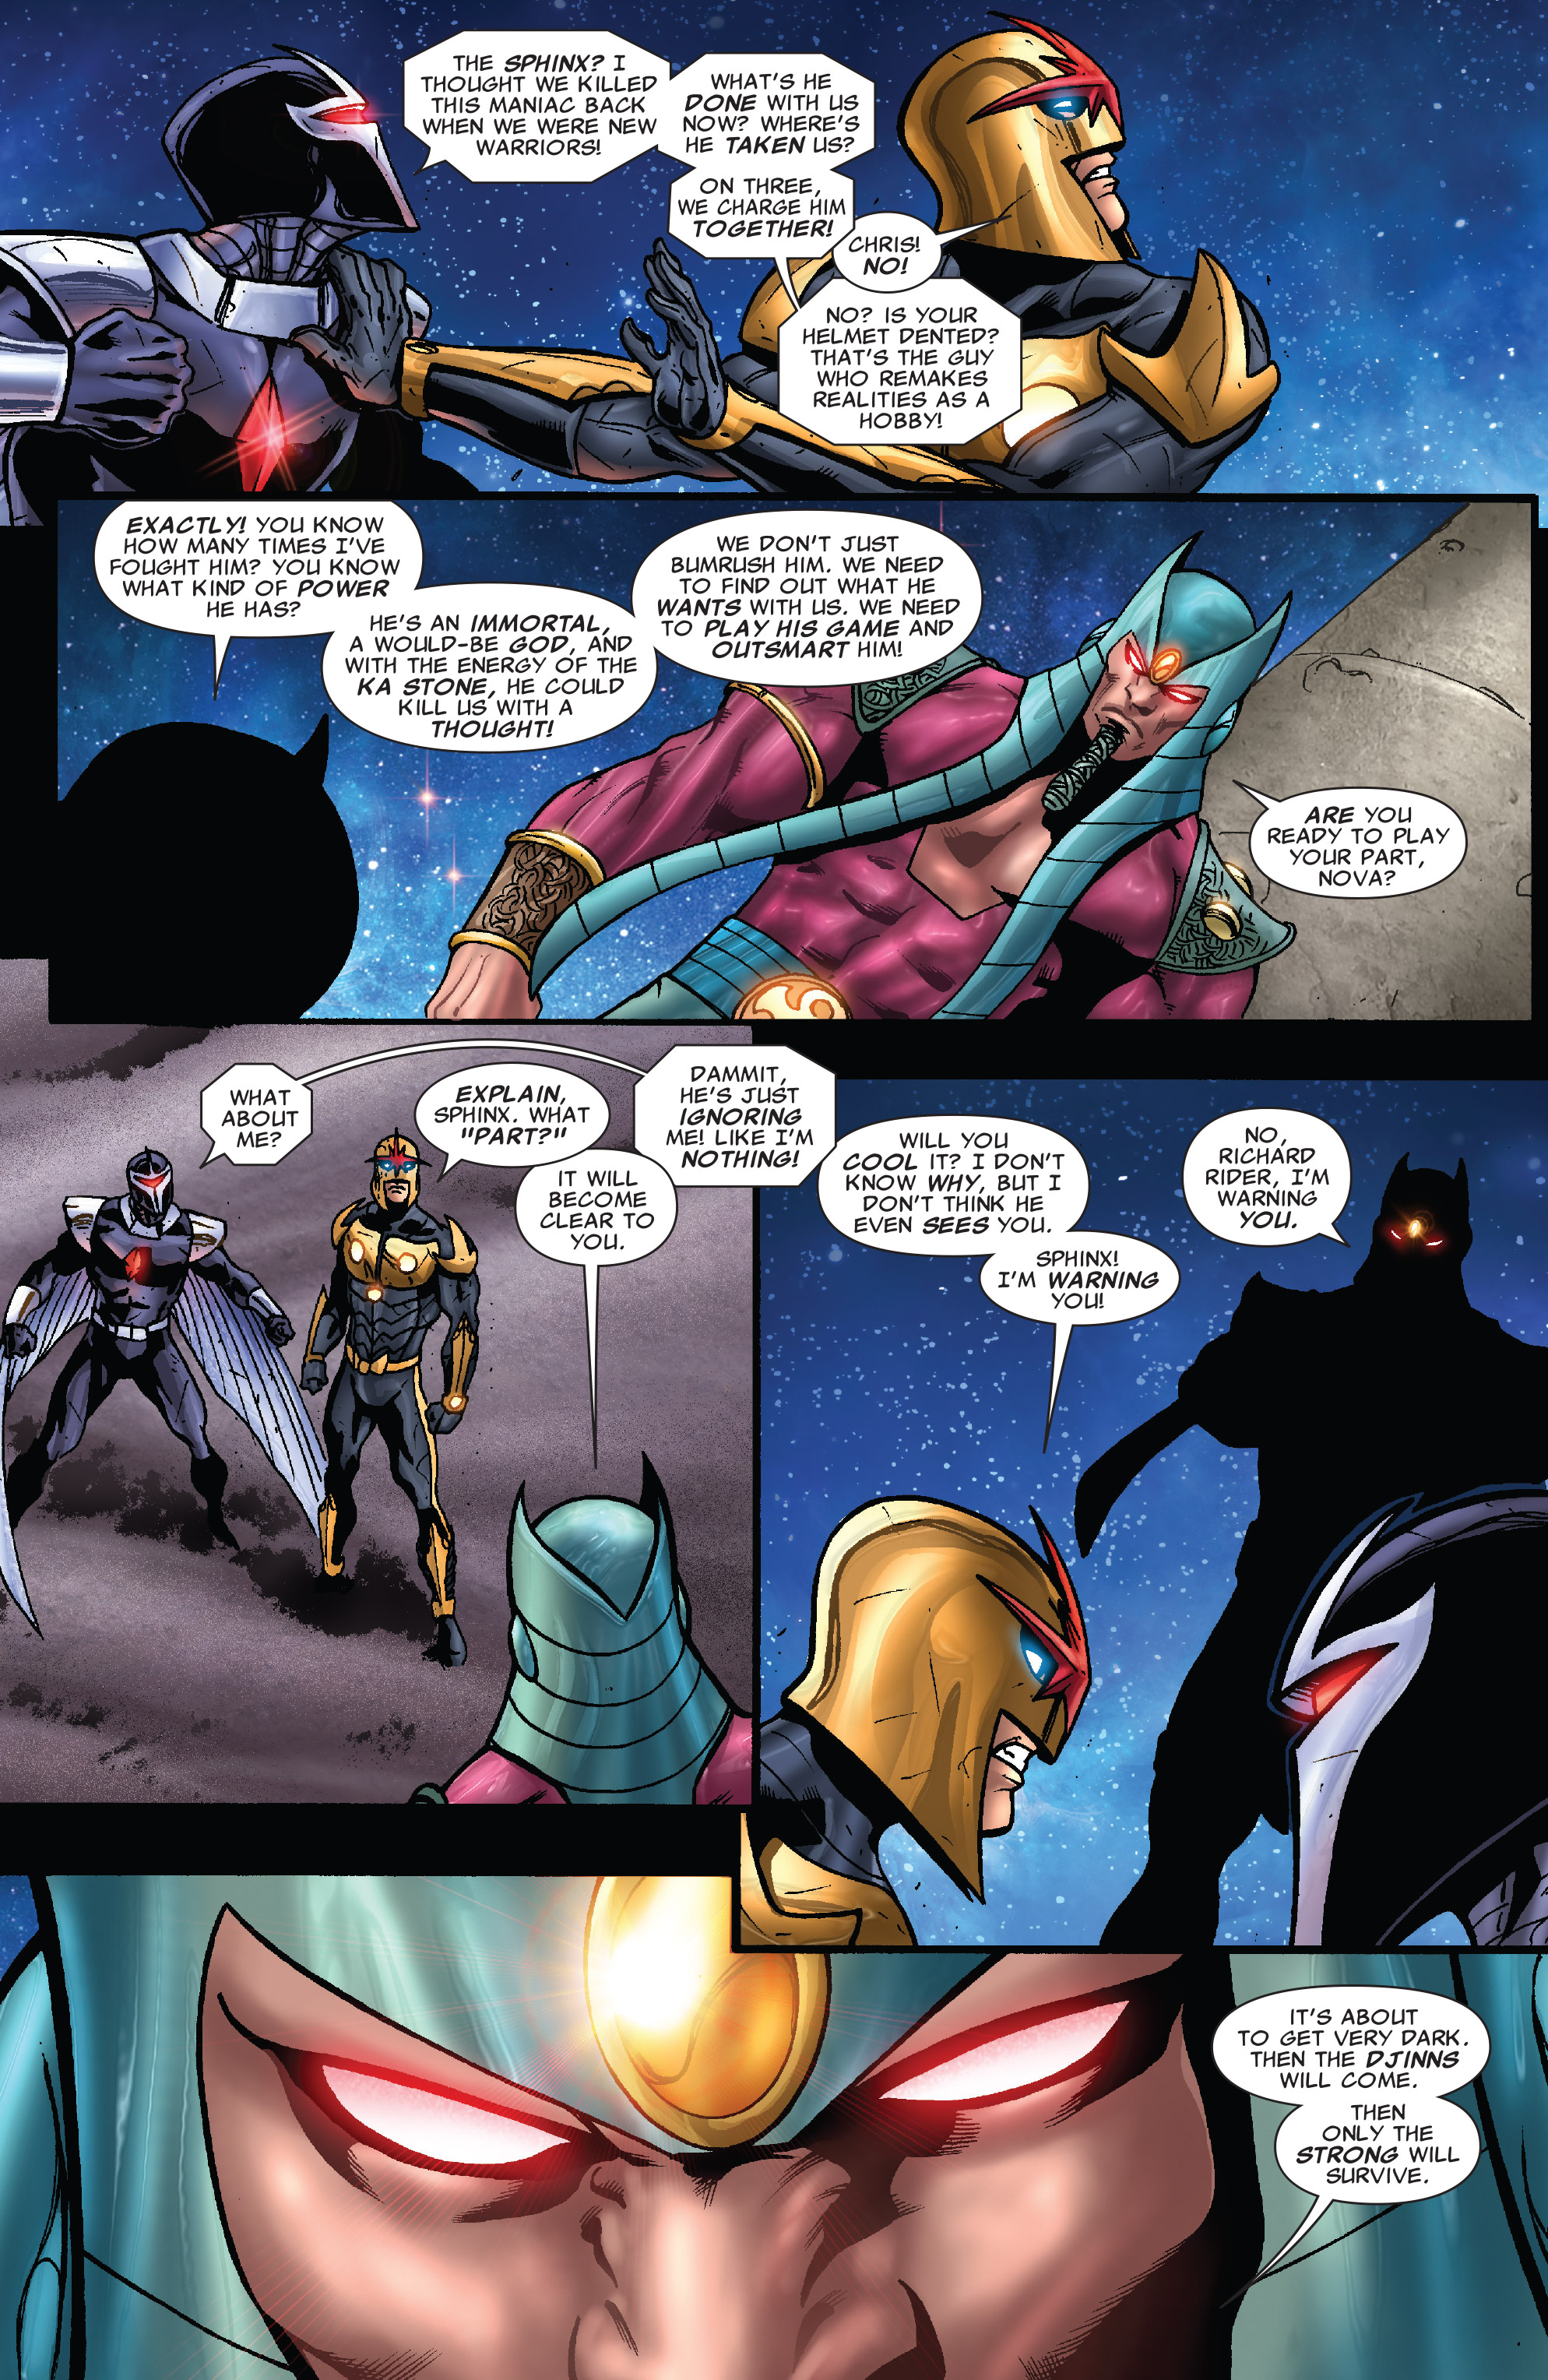 THE SPHINX? I
THOUGHT WE KILLED
THIS MANIAC BACK
WHEN WE WERE NEW
WARRIORS!
WHAT'S HE
DONE WITH US
NOW? WHERE'S
HE TAKEN US?
ON THREE,
WE CHARGE HIM
TOGETHER!
CHRIS!
NO!
NO? IS YOUR
HELMET DENTED?
THAT'S THE GUY
WHO REMAKES
REALITIES AS A
HOBBY!
EXACTLY! YOU KNOW
HOW MANY TIMES I'VE
FOUGHT HIM? YOU KNOW
WHAT KIND OF POWER
HE HAS?
HE'S AN IMMORTAL,
A WOULD-BE GOD, AND
WITH THE ENERGY OF THE
KA STONE, HE COULD
KILL US WITH A
THOUGHT!
WE DON'T JUST
BUMRUSH HIM. WE NEED
TO FIND OUT WHAT HE
WANTS WITH US. WE NEED
TO PLAY HIS GAME AND
OUTSMART HIM!
ARE YOU
READY TO PLAY
YOUR PART,
NOVA?
WHAT
ABOUT
ME?
EXPLAIN,
SPHINX. WHAT
"PART?"
IT WILL
BECOME
CLEAR TO
YOU.
DAMMIT,
HE'S JUST
IGNORING
ME! LIKE I'M
NOTHING!
WILL YOU
COOL IT? I DON'T
KNOW WHY, BUT I
DON'T THINK HE
EVEN SEES YOU.
SPHINX!
I'M WARNING
YOU!
NO,
RICHARD
RIDER, I'M
WARNING
YOU.
IT'S ABOUT
TO GET VERY DARK.
THEN THE DJINNS
WILL COME.
THEN
ONLY THE
STRONG WILL
SURVIVE.